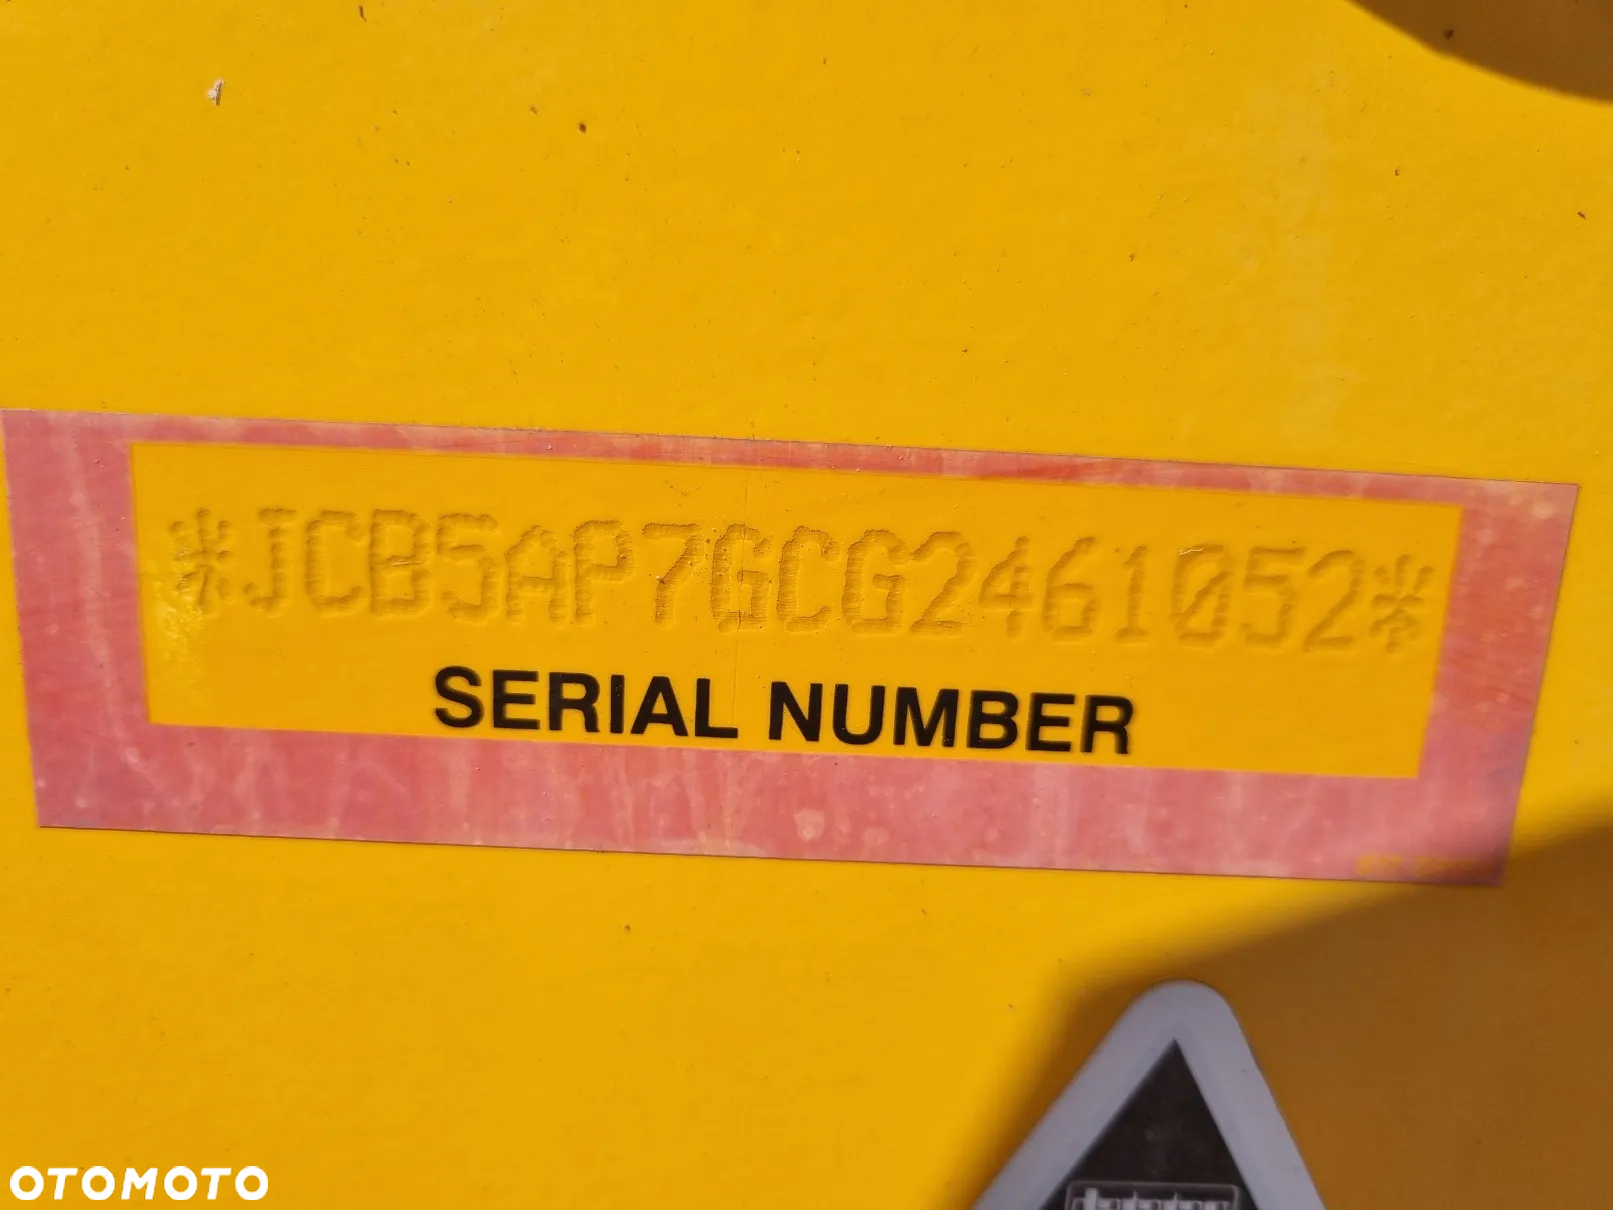 *JCB5AP7GCG2461052*
SERIAL NUMBER
OTOMOTO